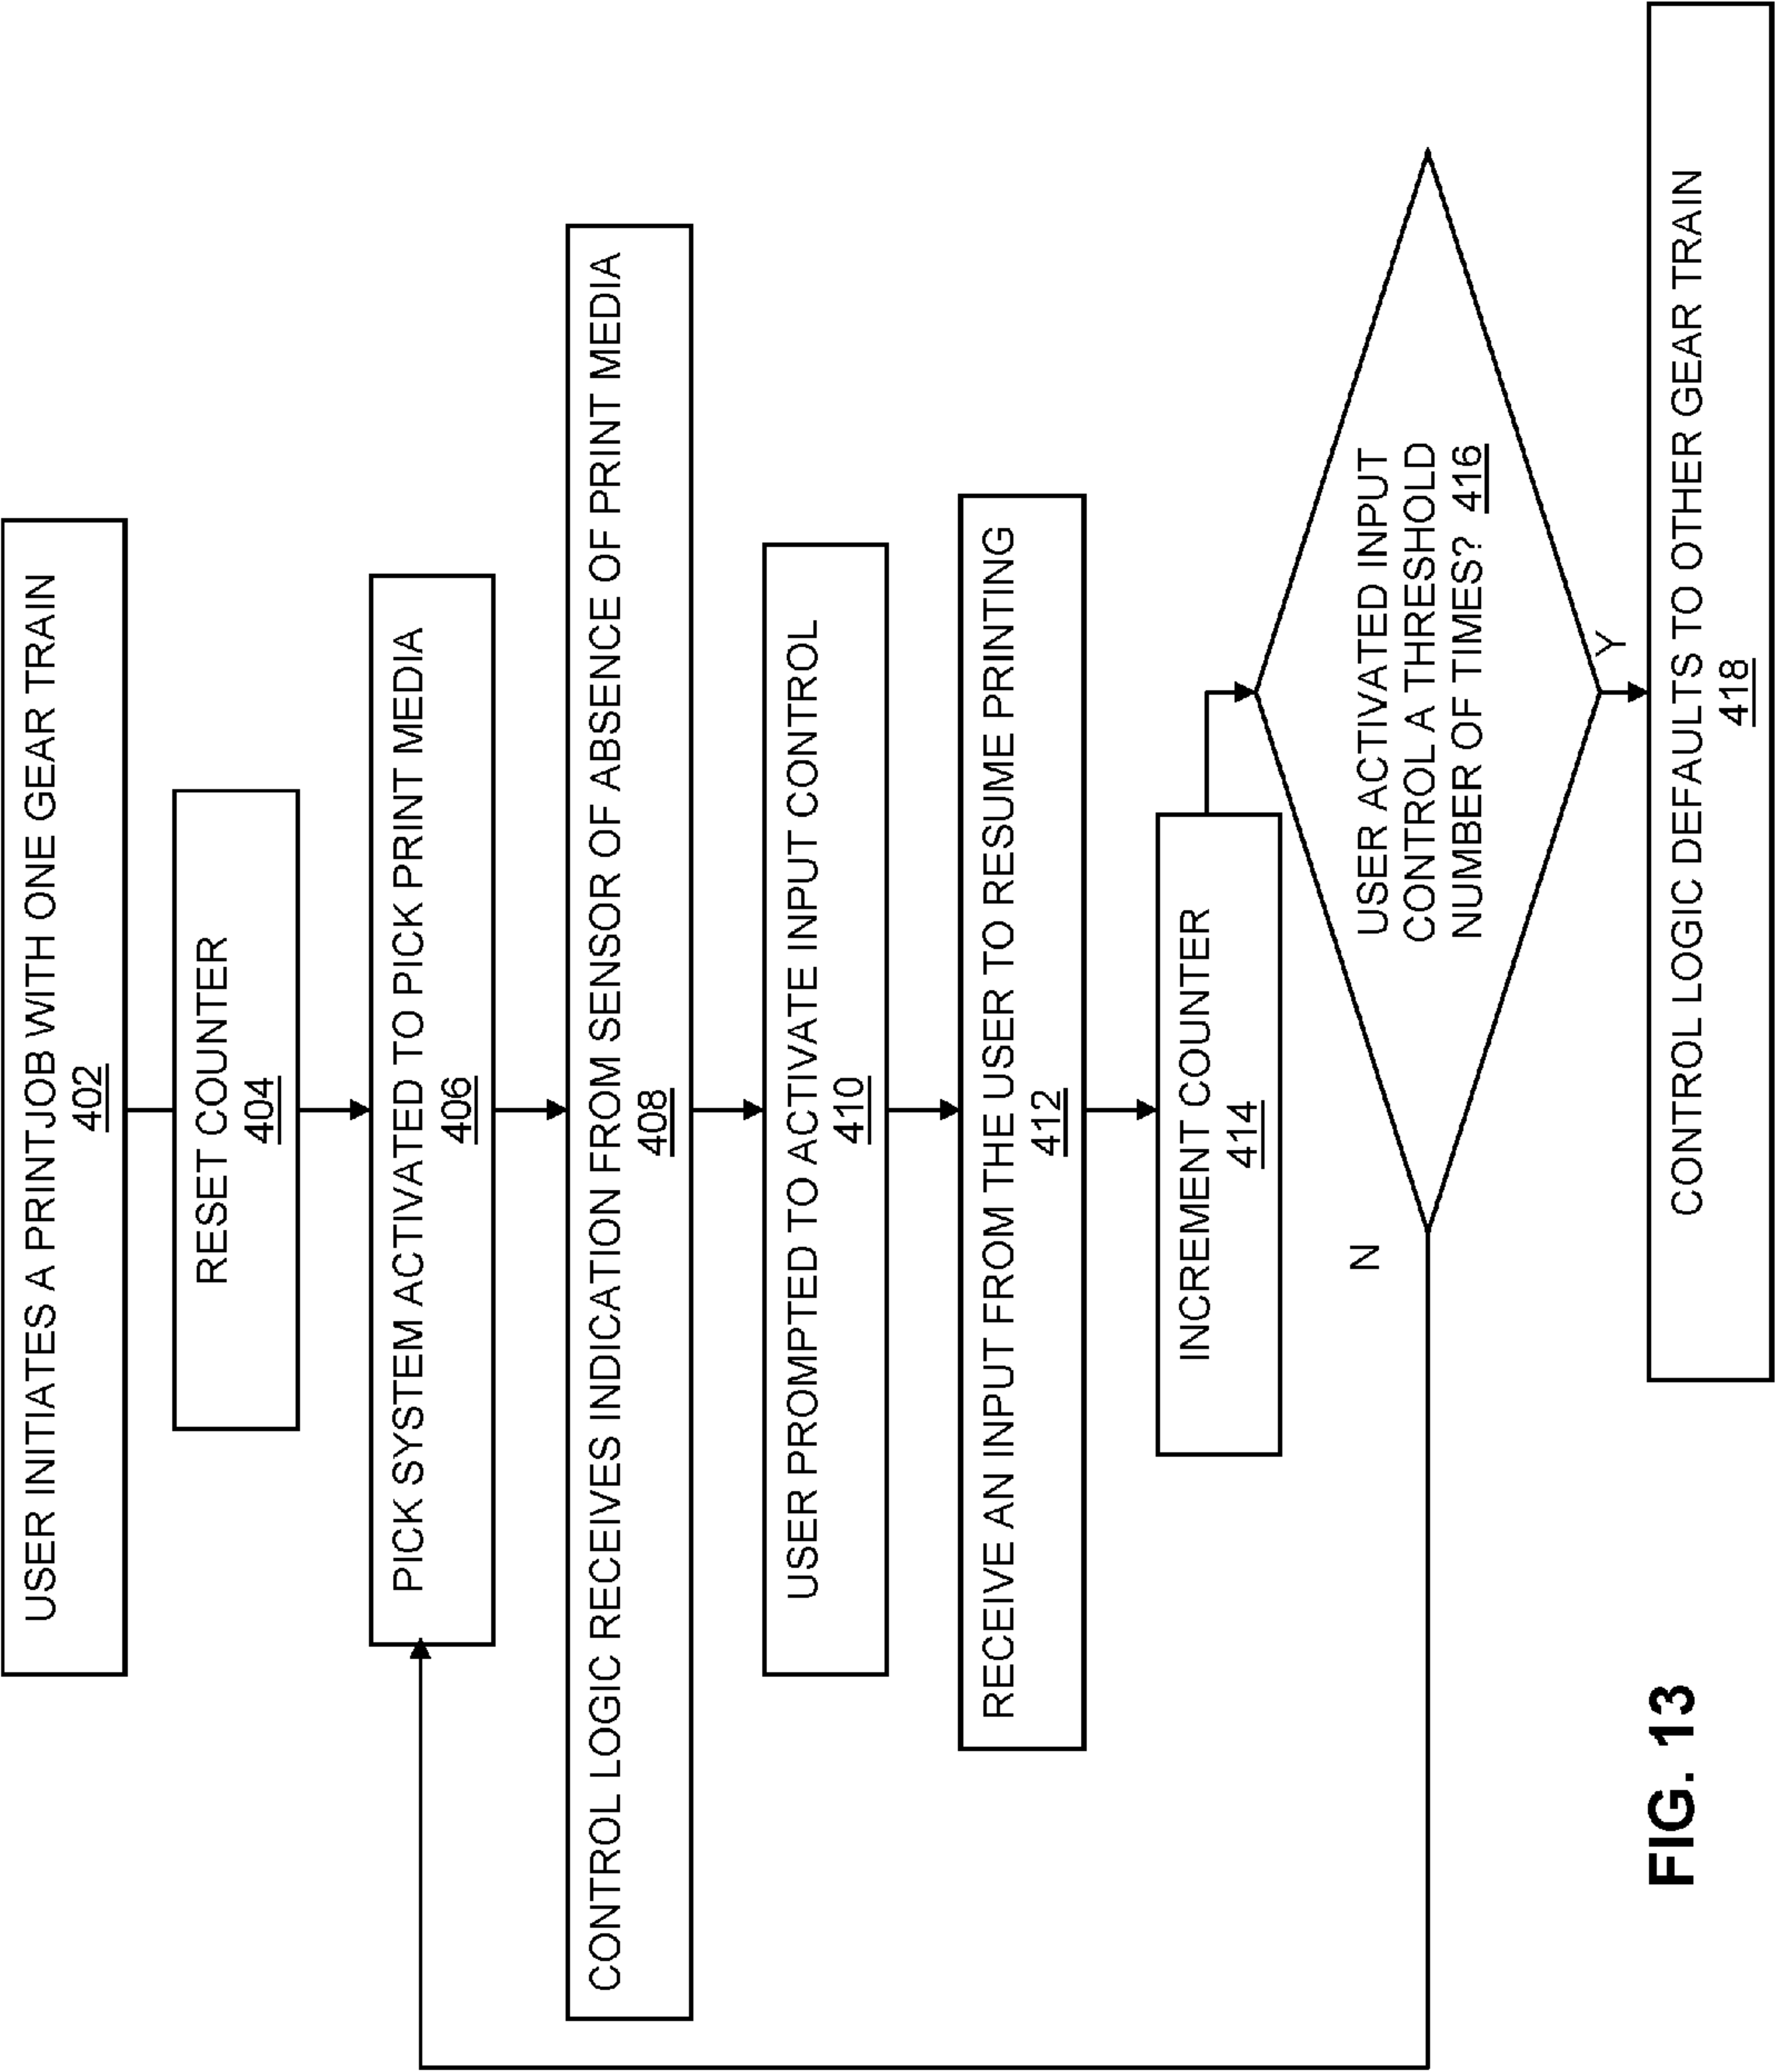 USER INITIATES A PRINTJOB WITH ONE GEAR TRAIN
402
RESET COUNTER
404
PICK SYSTEM ACTIVATED TO PICK PRINT MEDIA
406
CONTROL LOGIC RECEIVES INDICATION FROM SENSOR OF ABSENCE OF PRINT MEDIA
408
USER PROMPTED TO ACTIVATE INPUT CONTROL
410
RECEIVE AN INPUT FROM THE USER TO RESUME PRINTING
412
INCREMENT COUNTER
414
USER ACTIVATED INPUT
CONTROL A THRESHOLD
NUMBER OF TIMES? 416
N
Y
CONTROL LOGIC DEFAULTS TO OTHER GEAR TRAIN
418
FIG. 13